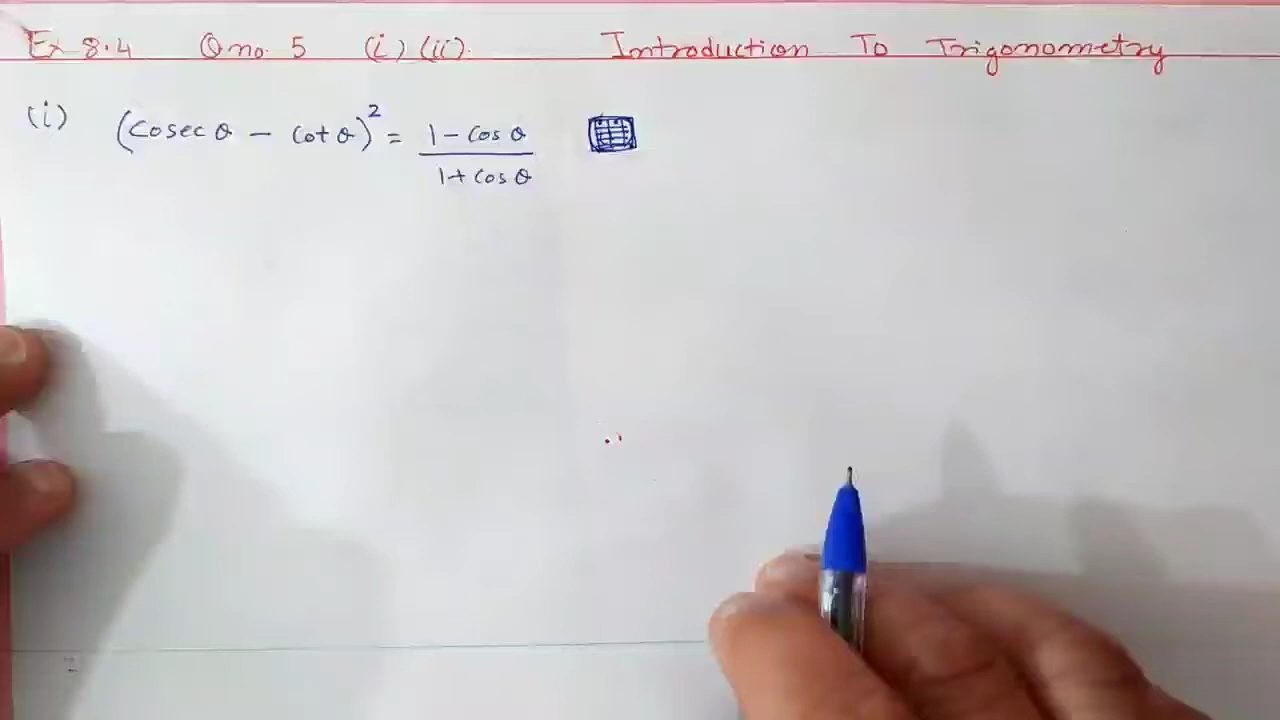 Ex 8.4 Q no. 5 (i) (ii). Introduction To Trigonometry
(i) (Cosec θ - Cot θ)² = 1 - Cos θ
1 + Cos θ